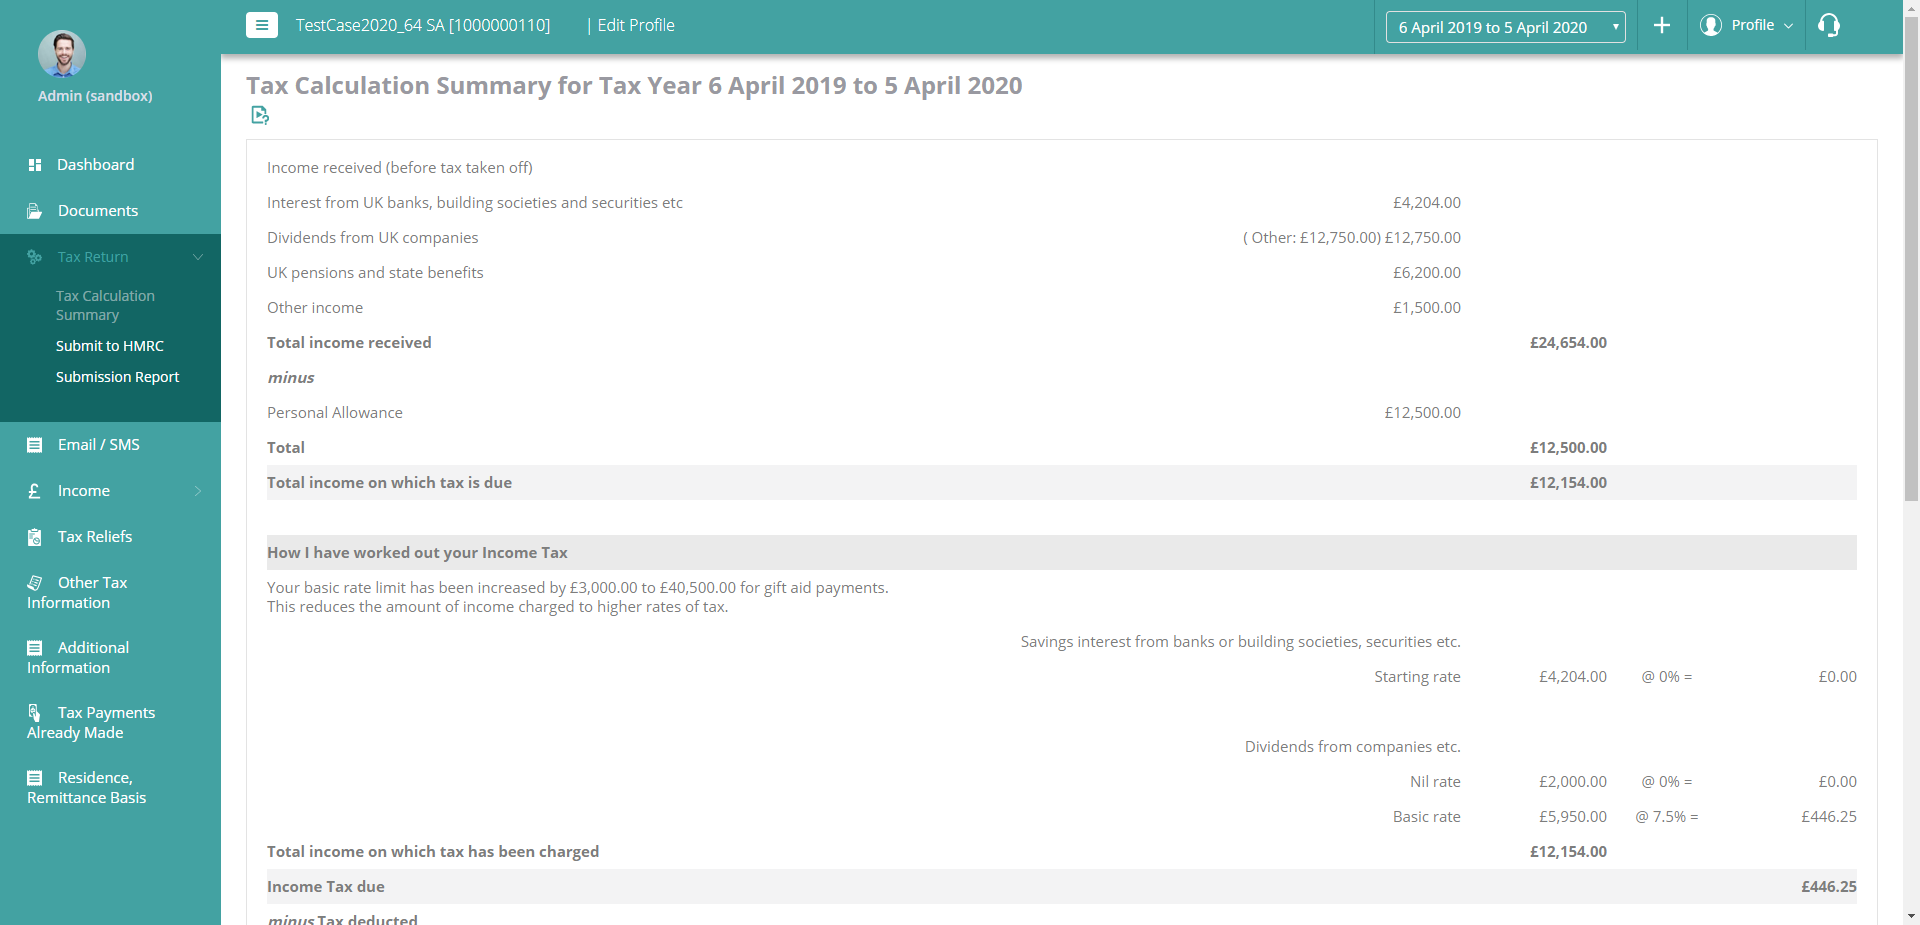 TestCase2020_64 SA [1000000110]
| Edit Profile
6 April 2019 to 5 April 2020
Profile
Admin (sandbox)
Dashboard
Documents
Tax Return
Tax Calculation
Summary
Submit to HMRC
Submission Report
Email / SMS
Income
Tax Reliefs
Other Tax
Information
Additional
Information
Tax Payments
Already Made
Residence,
Remittance Basis
Tax Calculation Summary for Tax Year 6 April 2019 to 5 April 2020
Income received (before tax taken off)
Interest from UK banks, building societies and securities etc £4,204.00
Dividends from UK companies ( Other: £12,750.00) £12,750.00
UK pensions and state benefits £6,200.00
Other income £1,500.00
Total income received £24,654.00
minus
Personal Allowance £12,500.00
Total £12,500.00
Total income on which tax is due £12,154.00
How I have worked out your Income Tax
Your basic rate limit has been increased by £3,000.00 to £40,500.00 for gift aid payments.
This reduces the amount of income charged to higher rates of tax.
Savings interest from banks or building societies, securities etc.
Starting rate £4,204.00 @ 0% = £0.00
Dividends from companies etc.
Nil rate £2,000.00 @ 0% = £0.00
Basic rate £5,950.00 @ 7.5% = £446.25
Total income on which tax has been charged £12,154.00
Income Tax due £446.25
minus Tax deducted